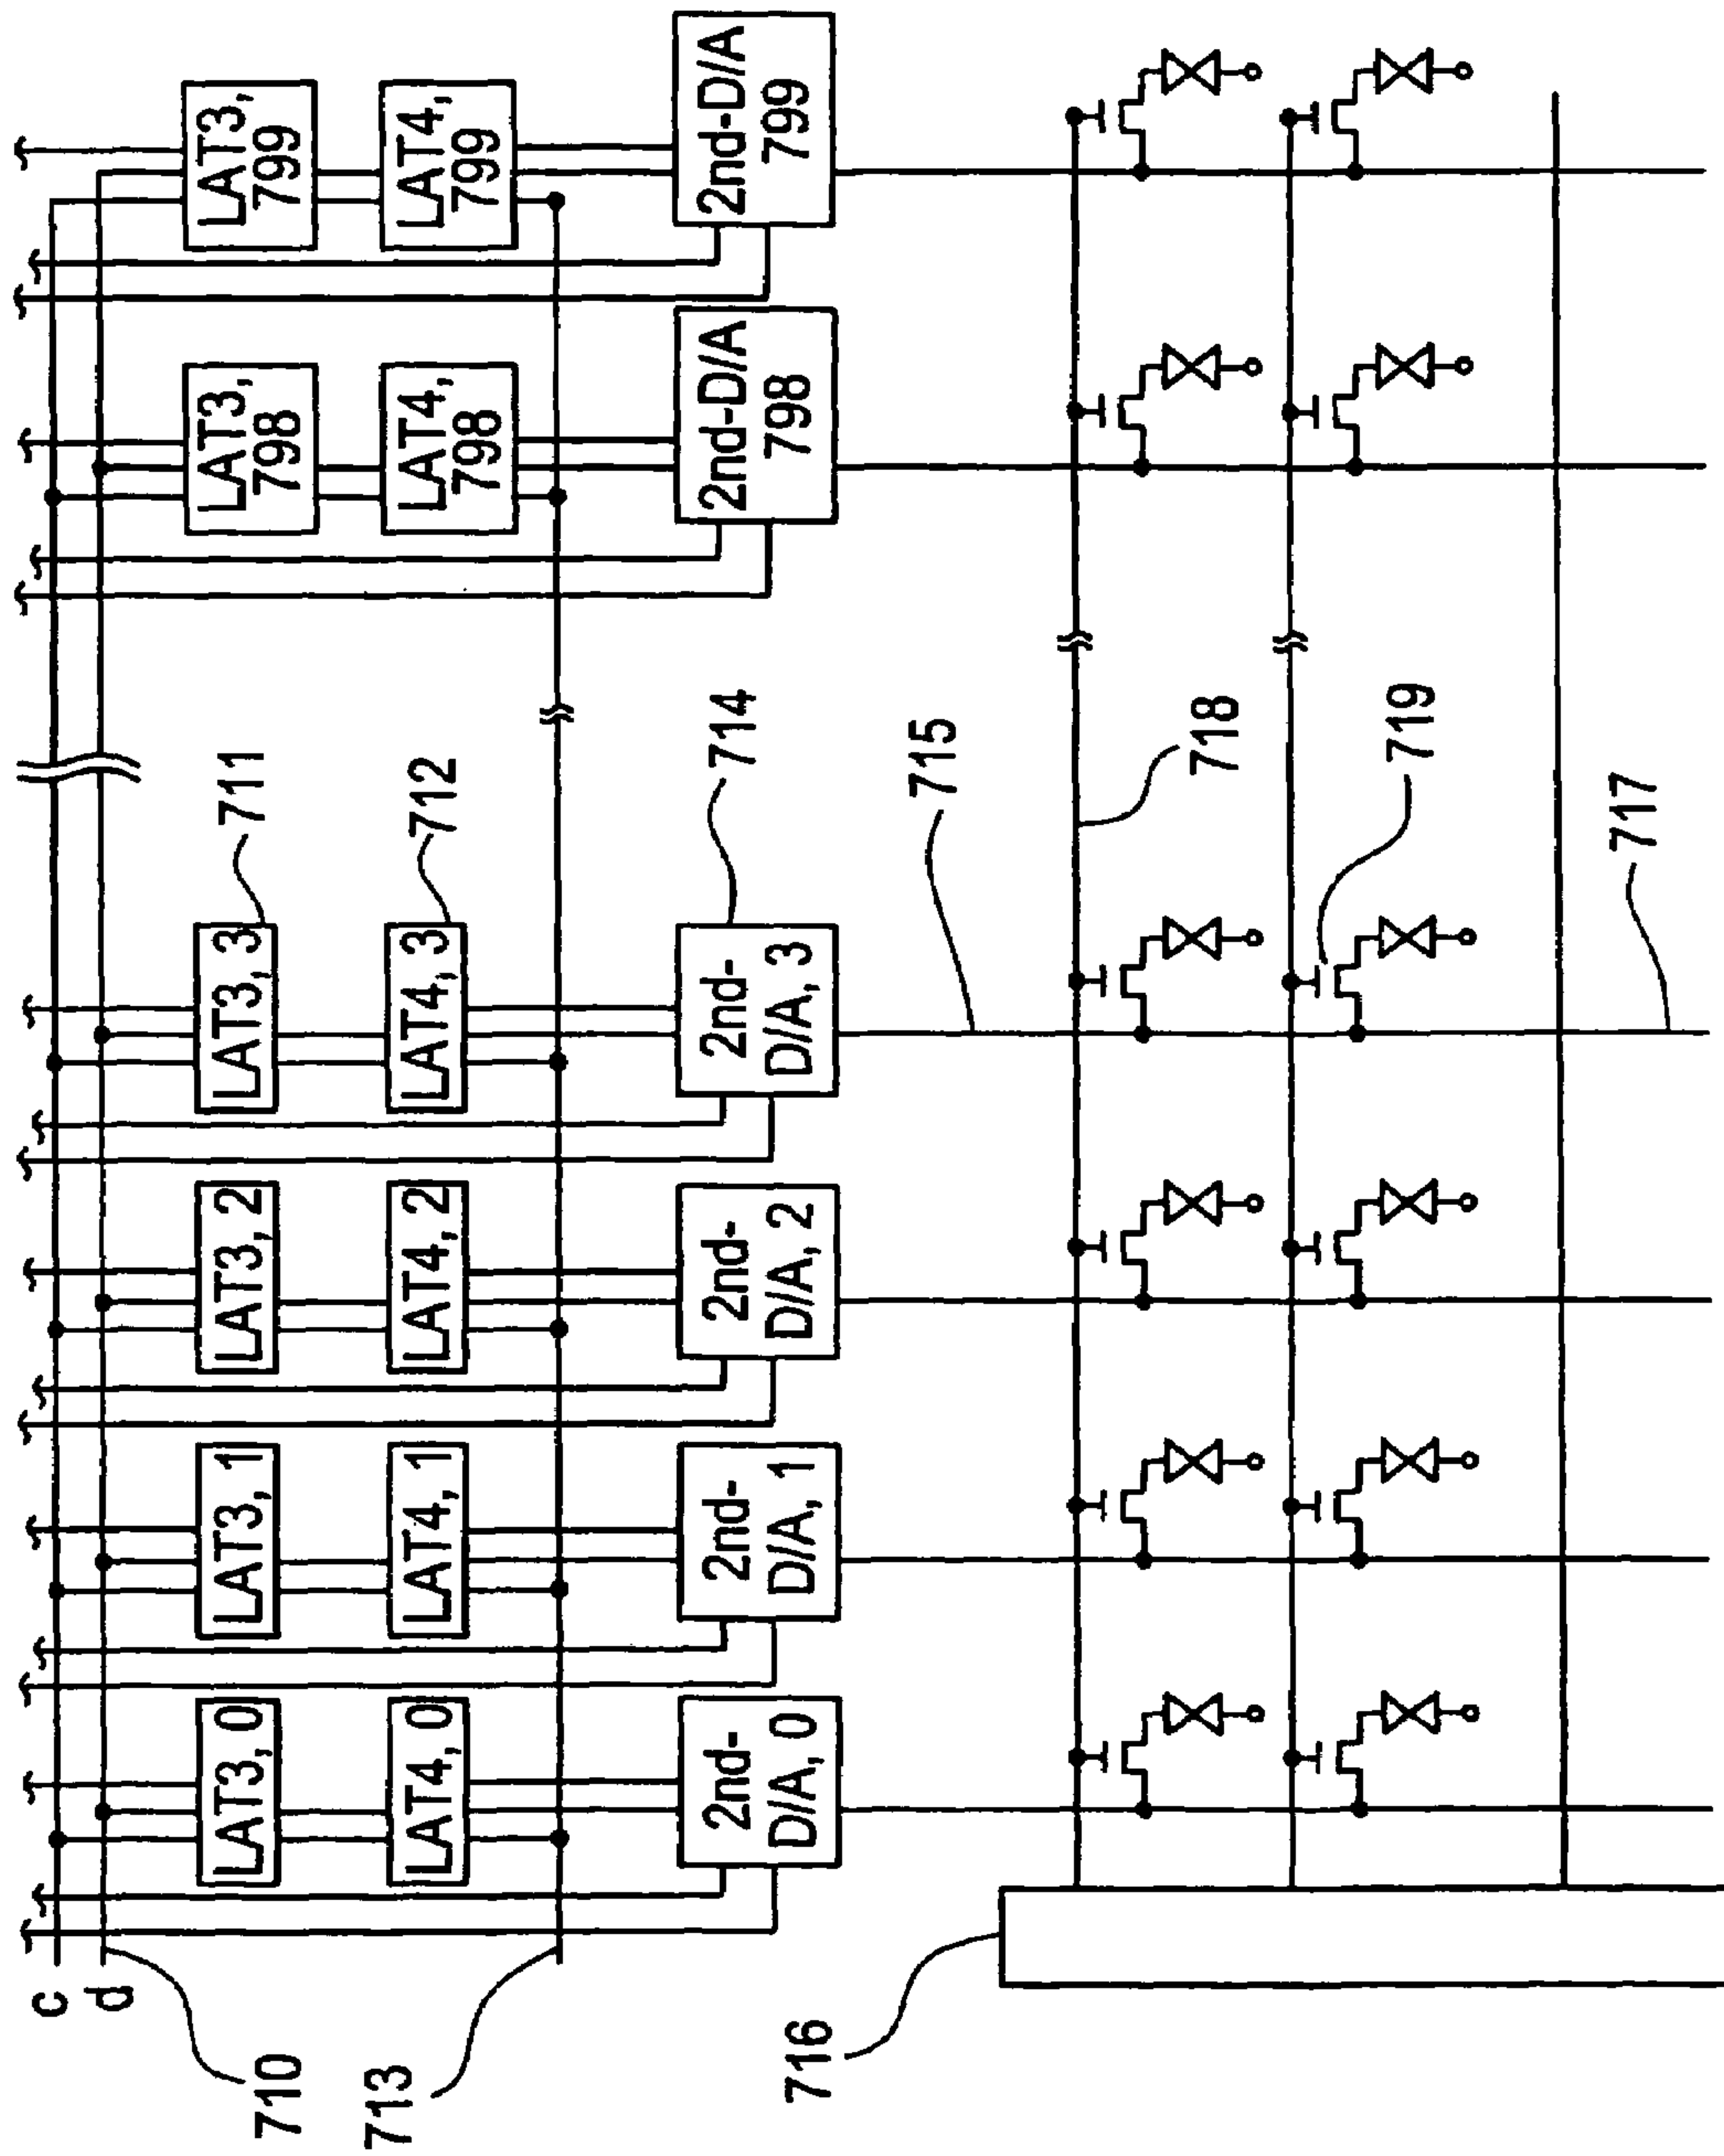 c
d
710
713
716
LAT3, 0
LAT3, 1
LAT3, 2
LAT3, 3
711
LAT3,
798
LAT3,
799
LAT4, 0
LAT4, 1
LAT4, 2
LAT4, 3
712
LAT4,
798
LAT4,
799
2nd-
D/A, 0
2nd-
D/A, 1
2nd-
D/A, 2
2nd-
D/A, 3
714
2nd-D/A
798
2nd-D/A
799
715
718
719
717